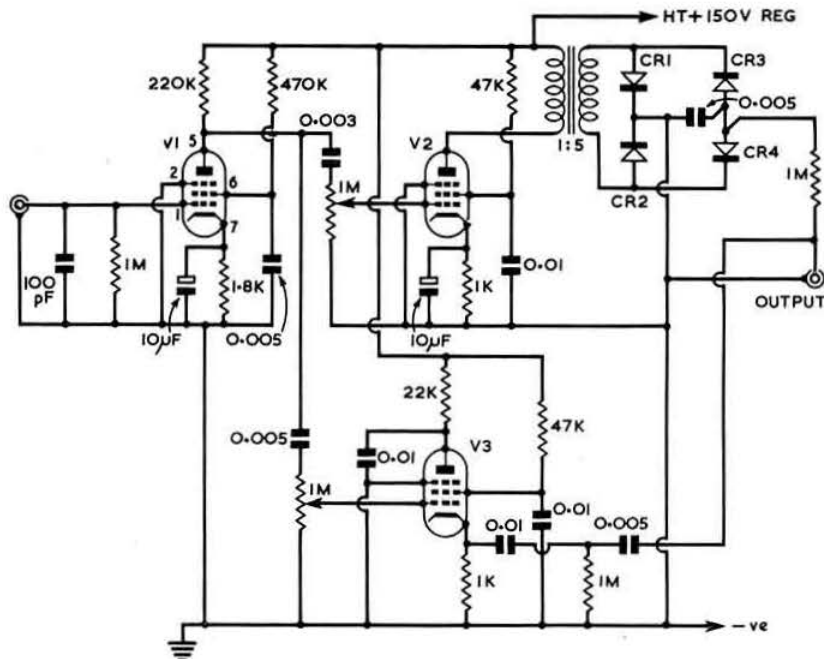 HT+150V REG
220K
470K
47K
CR1
CR3
0.005
0.003
V1
5
V2
1:5
CR4
2
6
1M
1M
1
7
CR2
100
pF
1M
1.8K
0.01
1K
OUTPUT
10μF
0.005
10μF
22K
47K
V3
0.005
0.01
1M
0.01
0.01
0.005
1K
1M
-ve